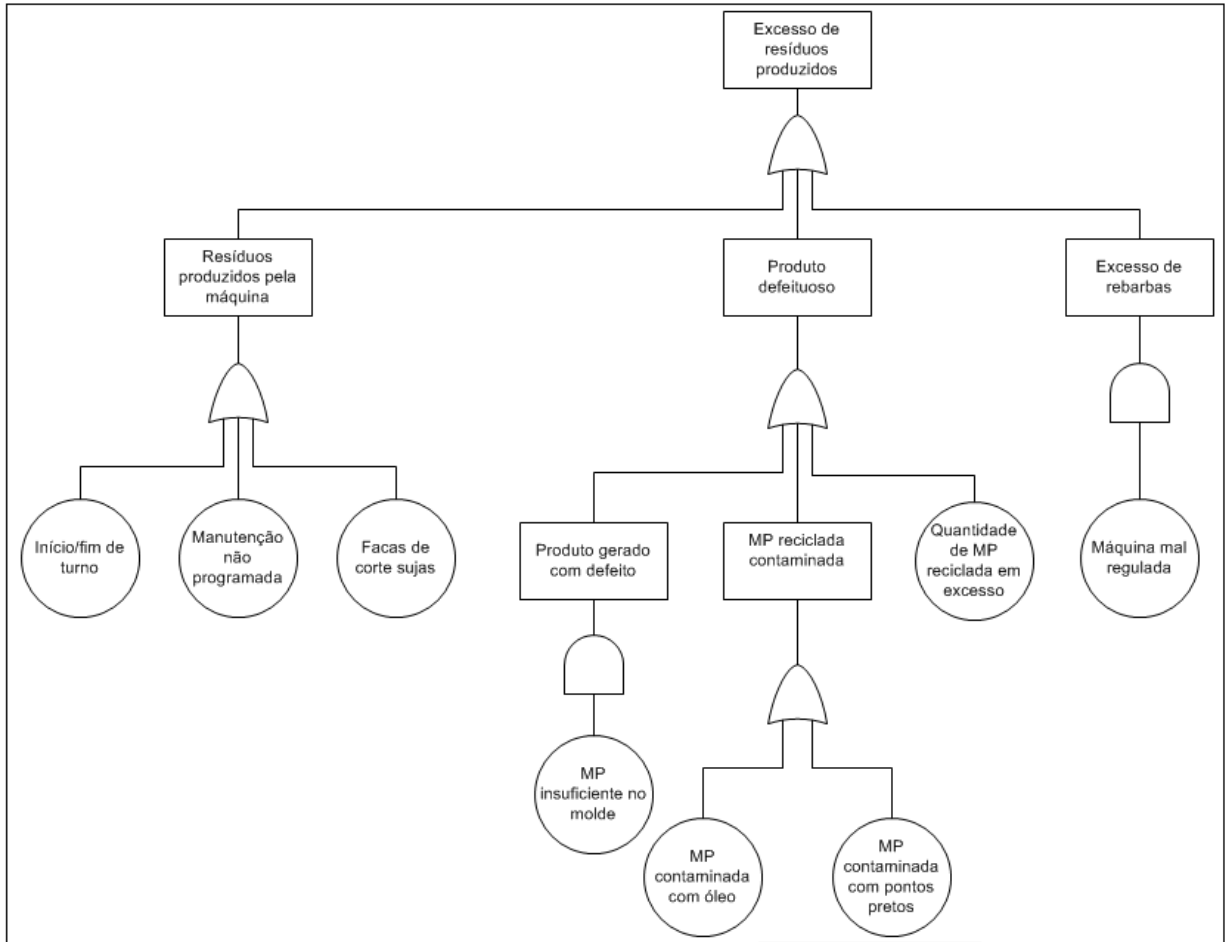 Excesso de
resíduos
produzidos
Resíduos
produzidos pela
máquina
Produto
defeituoso
Excesso de
rebarbas
Início/fim de
turno
Manutenção
não
programada
Facas de
corte sujas
Produto gerado
com defeito
MP reciclada
contaminada
Quantidade
de MP
reciclada em
excesso
Máquina mal
regulada
MP
insuficiente no
molde
MP
contaminada
com óleo
MP
contaminada
com pontos
pretos